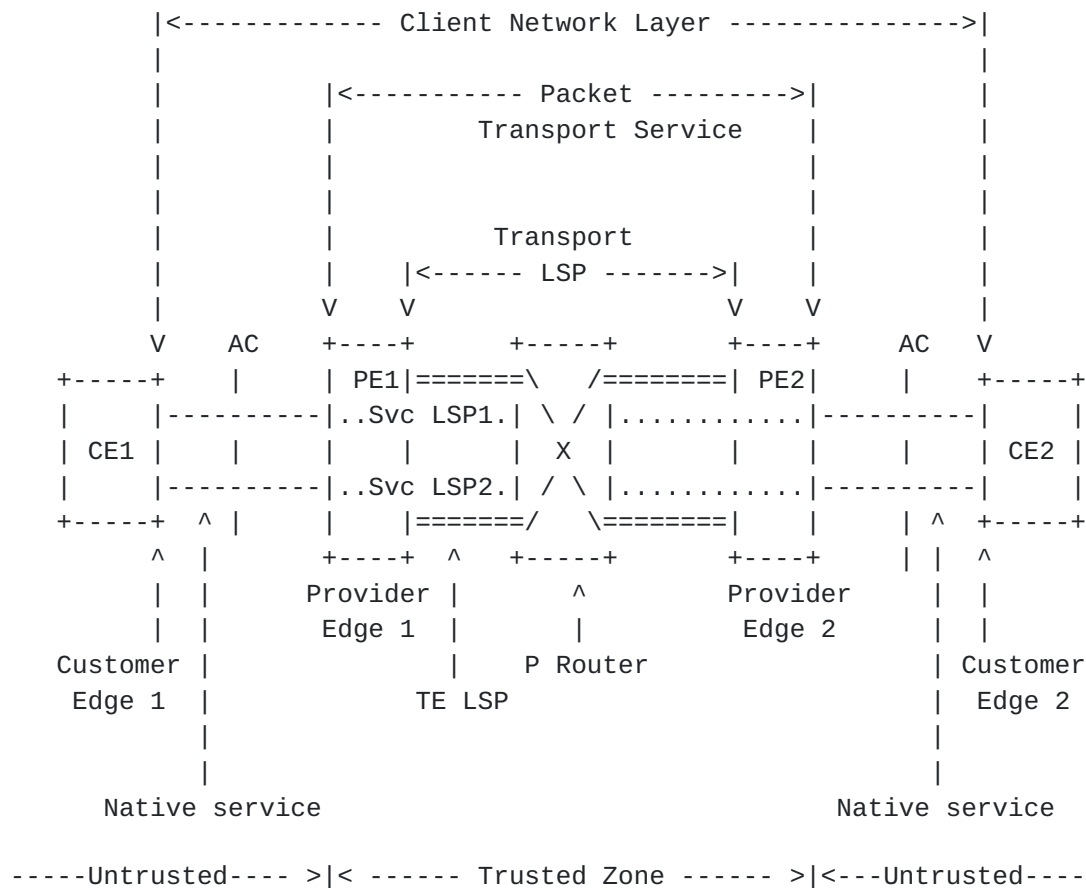 |<------------- Client Network Layer --------------->|
|<----------- Packet --------->|
Transport Service
Transport
|<------ LSP ------->|
V V V V
V AC +----+ +-----+ +----+ AC V
+-----+ | | PE1|=======\ /========| PE2| | +-----+
| |----------|..Svc LSP1.| \ / |............|----------| |
| CE1 | | | | | X | | | | | CE2 |
| |----------|..Svc LSP2.| / \ |............|----------| |
+-----+ ^ | | |=======/ \========| | | ^ +-----+
^ | +----+ ^ +-----+ +----+ | | ^
| | Provider | ^ Provider | |
| | Edge 1 | | Edge 2 | |
Customer | | P Router | Customer
Edge 1 | TE LSP | Edge 2
Native service Native service
-----Untrusted---- >|< ------ Trusted Zone ------ >|<---Untrusted----